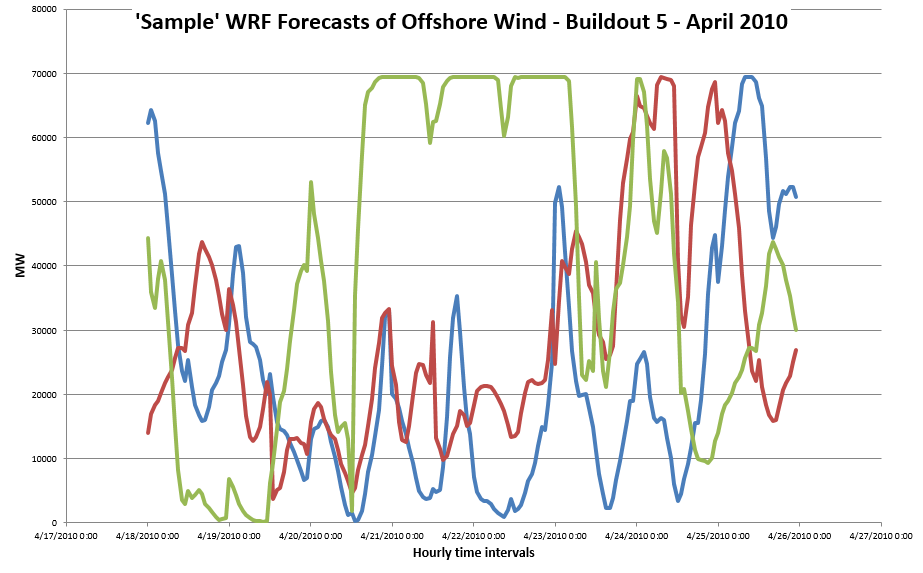 'Sample' WRF Forecasts of Offshore Wind - Buildout 5 - April 2010
80000
70000
60000
50000
40000
30000
20000
10000
0
MW
4/17/2010 0:00 4/18/2010 0:00 4/19/2010 0:00 4/20/2010 0:00 4/21/2010 0:00 4/22/2010 0:00 4/23/2010 0:00 4/24/2010 0:00 4/25/2010 0:00 4/26/2010 0:00 4/27/2010 0:00
Hourly time intervals